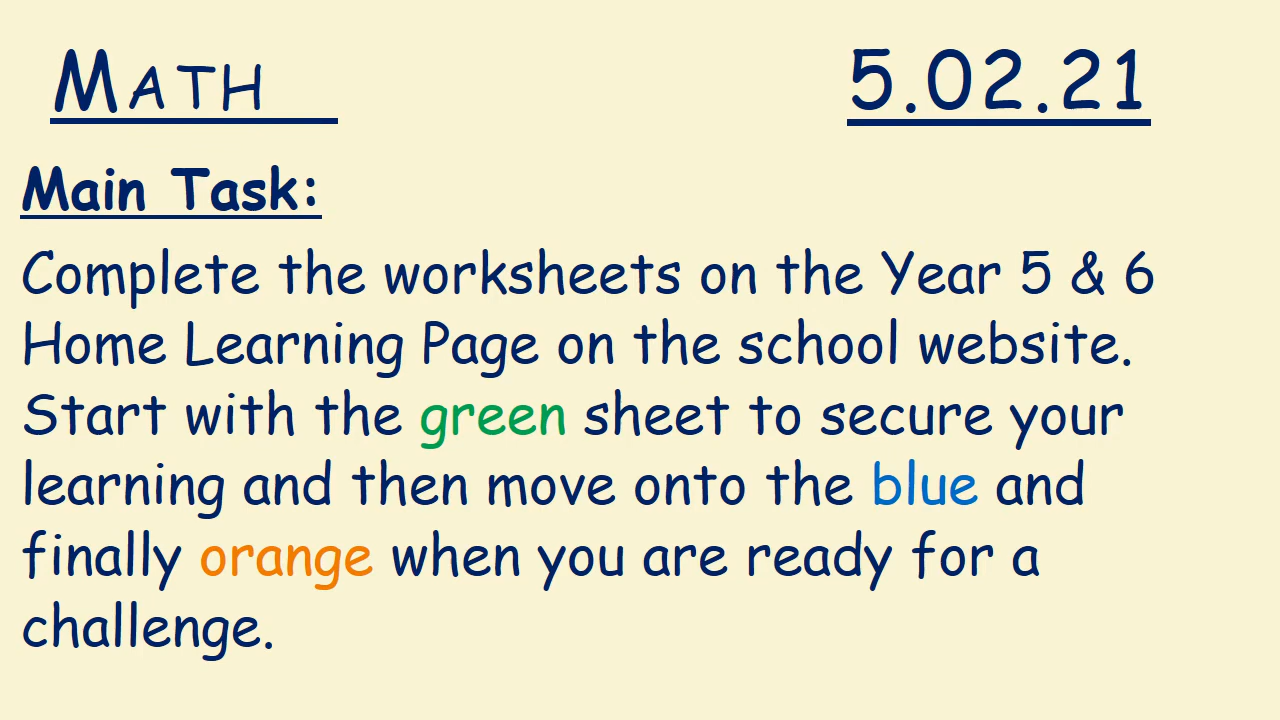 MATH 5.02.21
Main Task:
Complete the worksheets on the Year 5 & 6
Home Learning Page on the school website.
Start with the green sheet to secure your
learning and then move onto the blue and
finally orange when you are ready for a
challenge.